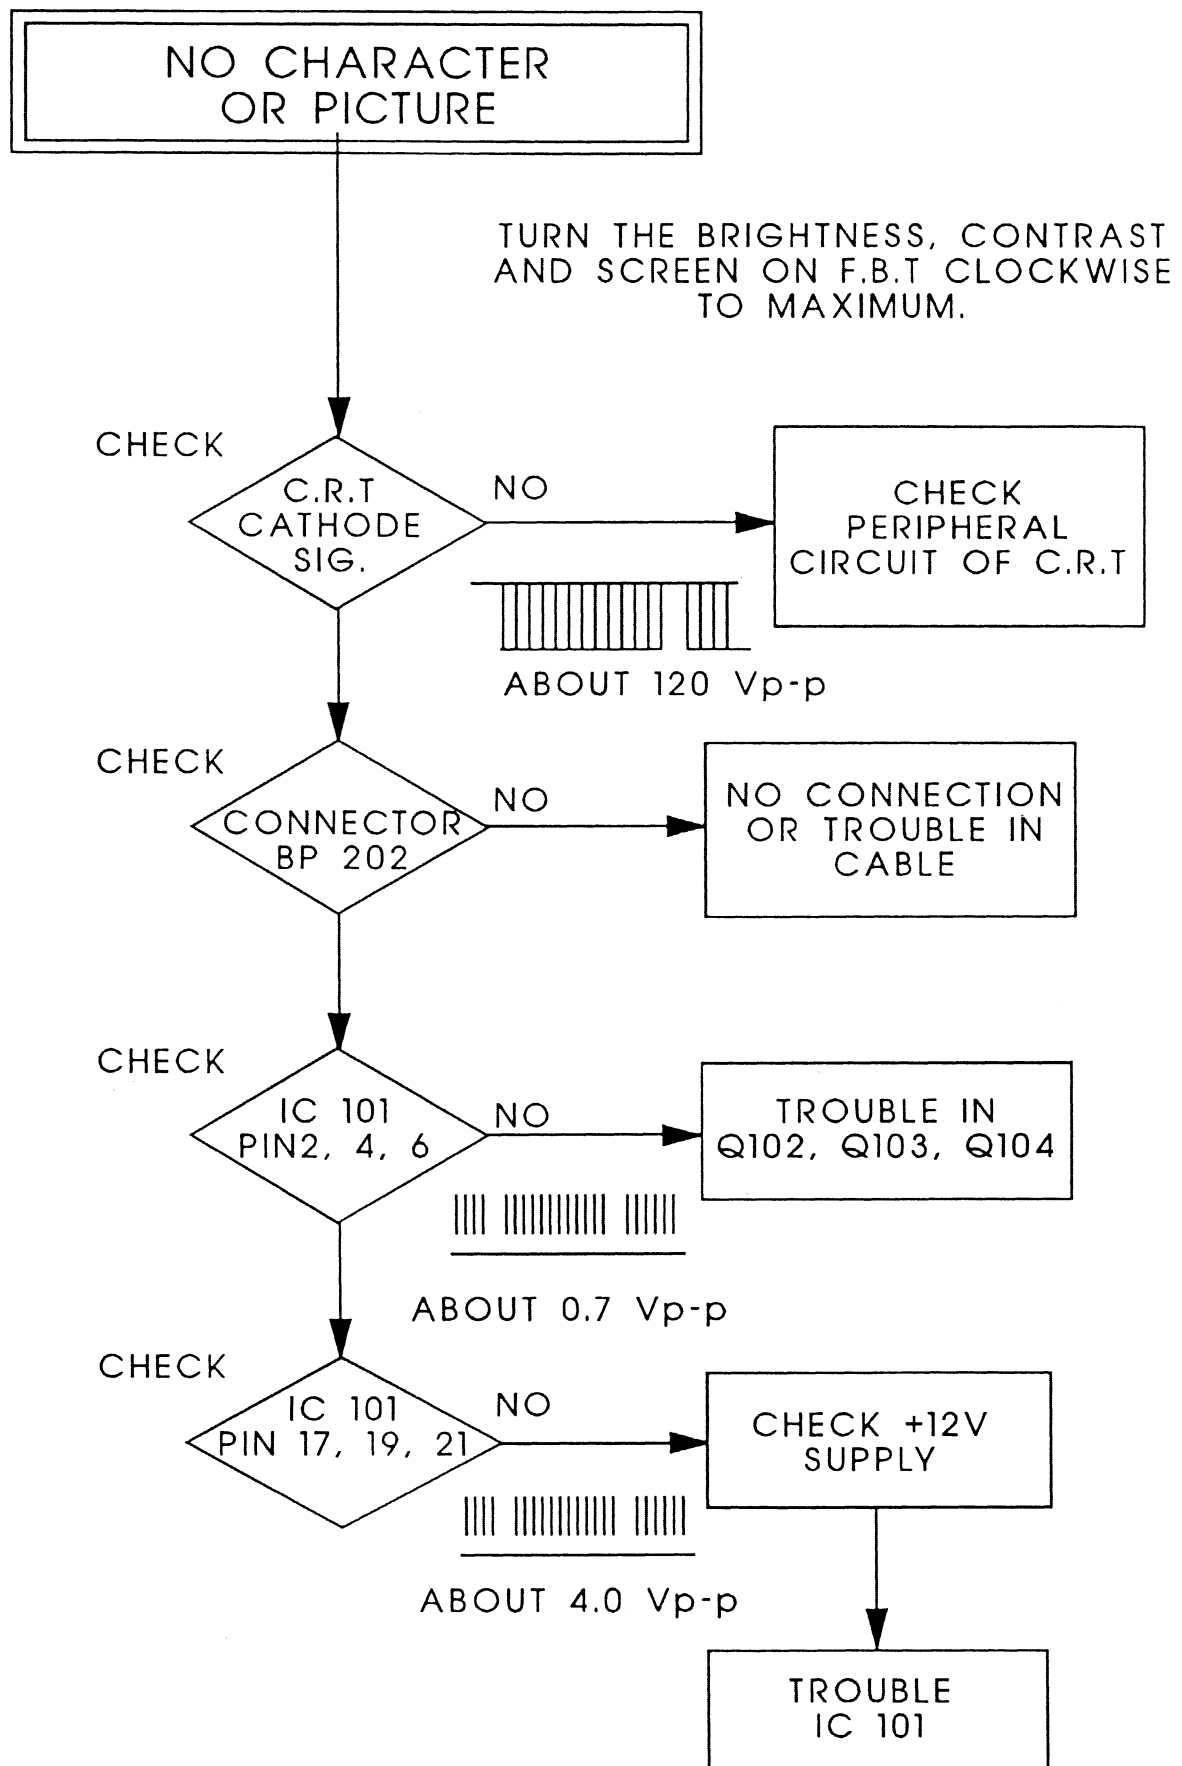 NO CHARACTER
OR PICTURE
TURN THE BRIGHTNESS, CONTRAST
AND SCREEN ON F.B.T CLOCKWISE
TO MAXIMUM.
CHECK
C.R.T
CATHODE
SIG.
NO
CHECK
PERIPHERAL
CIRCUIT OF C.R.T
ABOUT 120 Vp-p
CHECK
CONNECTOR
BP 202
NO
NO CONNECTION
OR TROUBLE IN
CABLE
CHECK
IC 101
PIN2, 4, 6
NO
TROUBLE IN
Q102, Q103, Q104
ABOUT 0.7 Vp-p
CHECK
IC 101
PIN 17, 19, 21
NO
CHECK +12V
SUPPLY
ABOUT 4.0 Vp-p
TROUBLE
IC 101